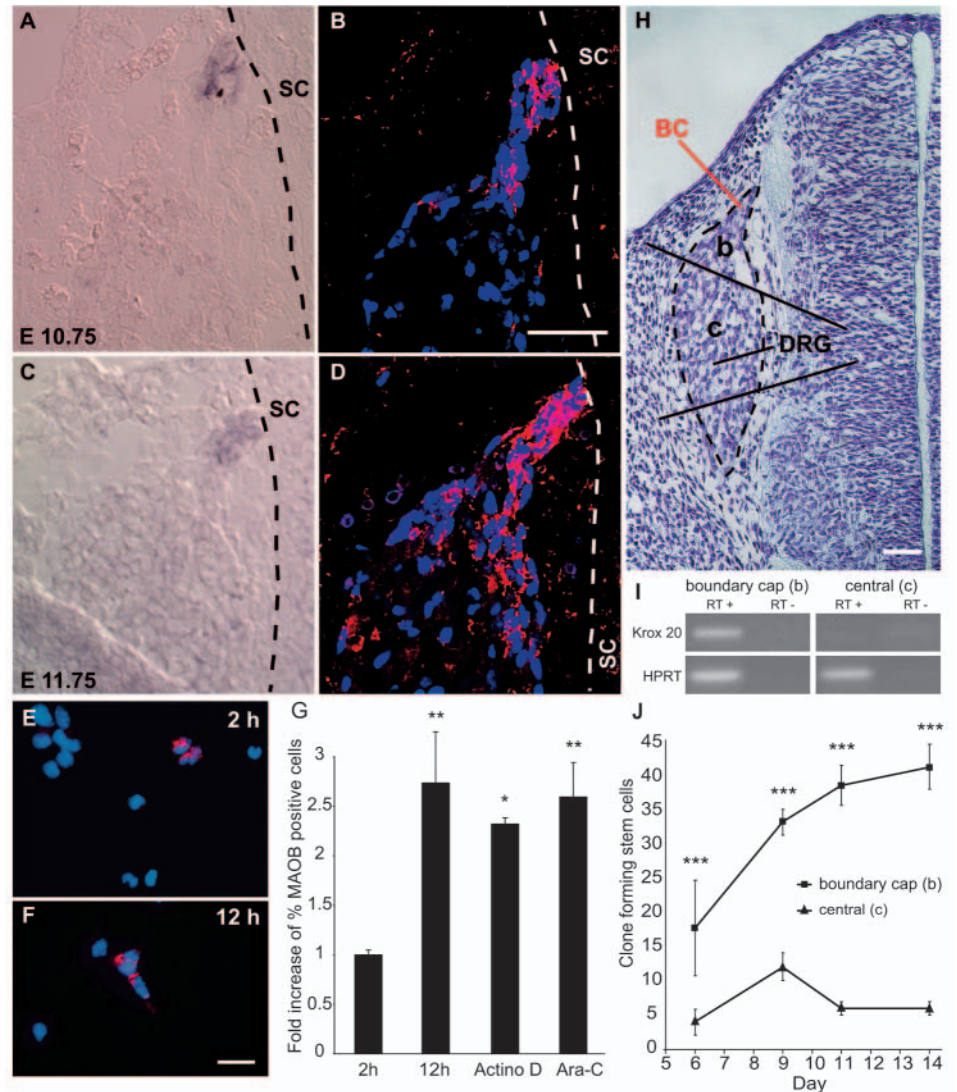 A
SC
E 10.75
B
SC
C
SC
E 11.75
D
SC
E
2 h
F
12 h
G
**
*
**
Fold increase of % MAOB positive cells
3
2.5
2
1.5
1
0.5
0
2h
12h
Actino D
Ara-C
H
BC
b
c
DRG
I
boundary cap (b)
central (c)
RT +
RT -
RT +
RT -
Krox 20
HPRT
J
Clone forming stem cells
45
40
35
30
25
20
15
10
5
0
***
***
***
***
boundary cap (b)
central (c)
5 6 7 8 9 10 11 12 13 14
Day